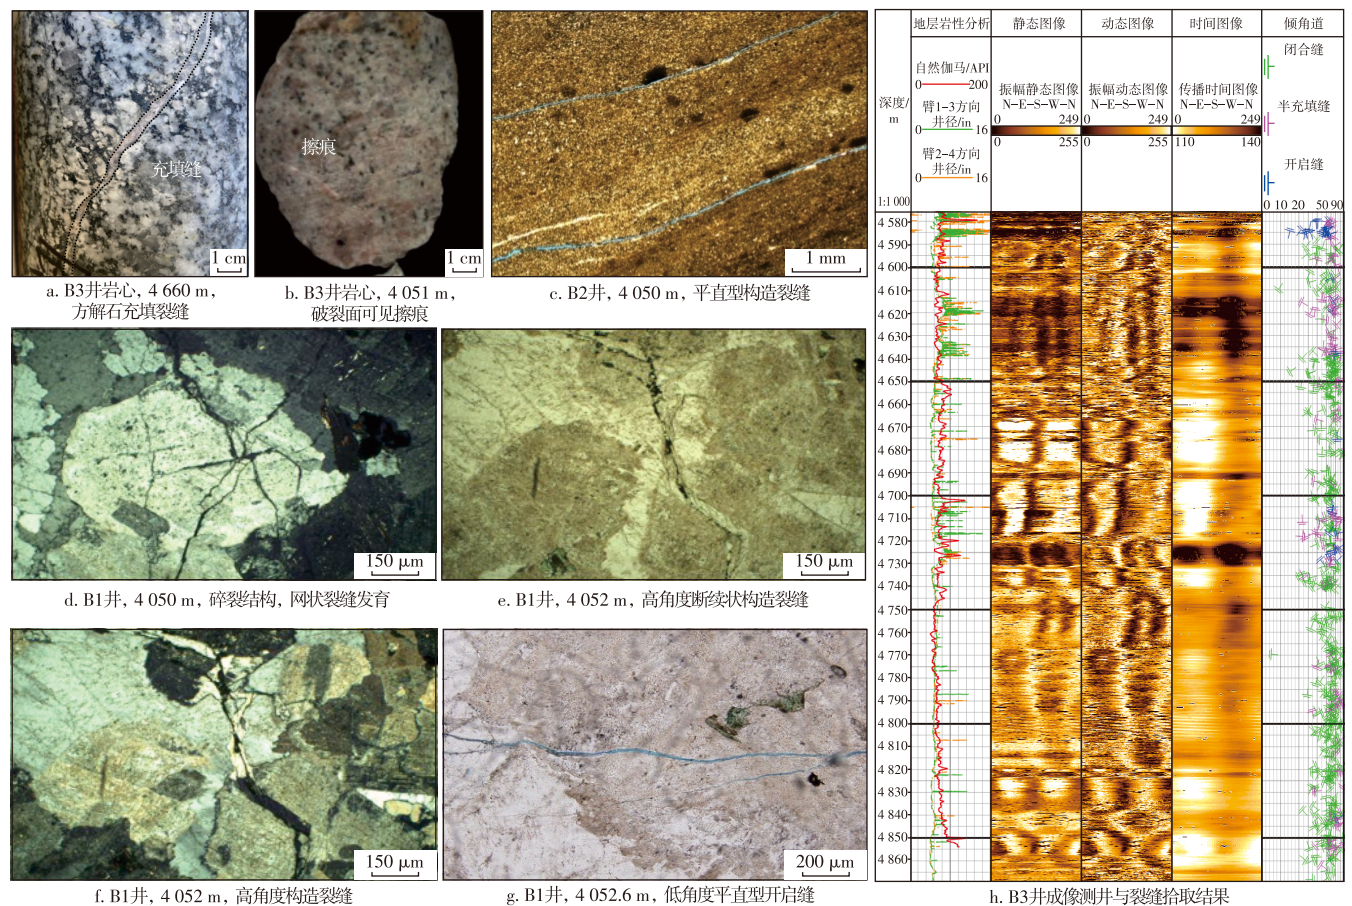 充填缝
1 cm
a. B3井岩心，4 660 m，
方解石充填裂缝
擦痕
1 cm
b. B3井岩心，4 051 m，
破裂面可见擦痕
1 mm
c. B2井，4 050 m，平直型构造裂缝
150 μm
d. B1井，4 050 m，碎裂结构，网状裂缝发育
150 μm
e. B1井，4 052 m，高角度断续状构造裂缝
150 μm
f. B1井，4 052 m，高角度构造裂缝
200 μm
g. B1井，4 052.6 m，低角度平直型开启缝
地层岩性分析 静态图像 动态图像 时间图像 倾角道
深度/
m
1:1 000
自然伽马/API
0 200
臂1-3方向
井径/in
0 16
臂2-4方向
井径/in
0 16
振幅静态图像
N-E-S-W-N
0 249
0 255
振幅动态图像
N-E-S-W-N
0 249
0 255
传播时间图像
N-E-S-W-N
0 249
110 140
闭合缝
半充填缝
开启缝
0 10 20 50 90
4 580
4 590
4 600
4 610
4 620
4 630
4 640
4 650
4 660
4 670
4 680
4 690
4 700
4 710
4 720
4 730
4 740
4 750
4 760
4 770
4 780
4 790
4 800
4 810
4 820
4 830
4 840
4 850
4 860
h. B3井成像测井与裂缝拾取结果